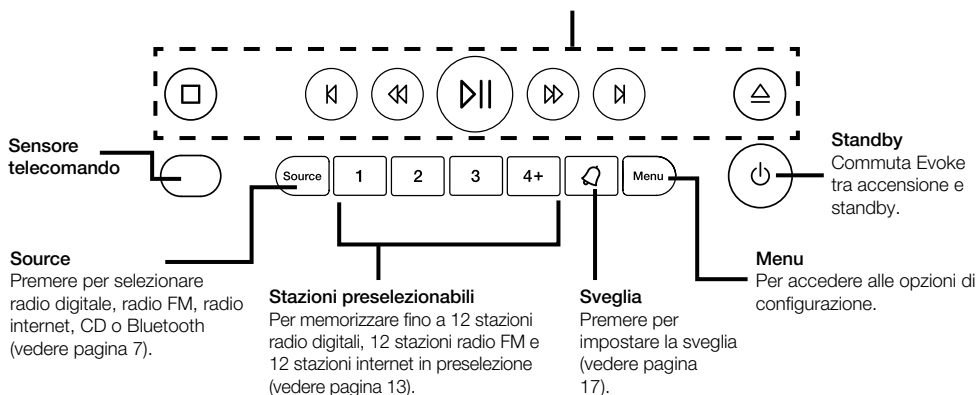 Sensore
telecomando
Source 1 2 3 4+ Menu
Standby
Commuta Evoke
tra accensione e
standby.
Source
Premere per selezionare
radio digitale, radio FM, radio
internet, CD o Bluetooth
(vedere pagina 7).
Stazioni preselezionabili
Per memorizzare fino a 12 stazioni
radio digitali, 12 stazioni radio FM e
12 stazioni internet in preselezione
(vedere pagina 13).
Sveglia
Premere per
impostare la sveglia
(vedere pagina
17).
Menu
Per accedere alle opzioni di
configurazione.